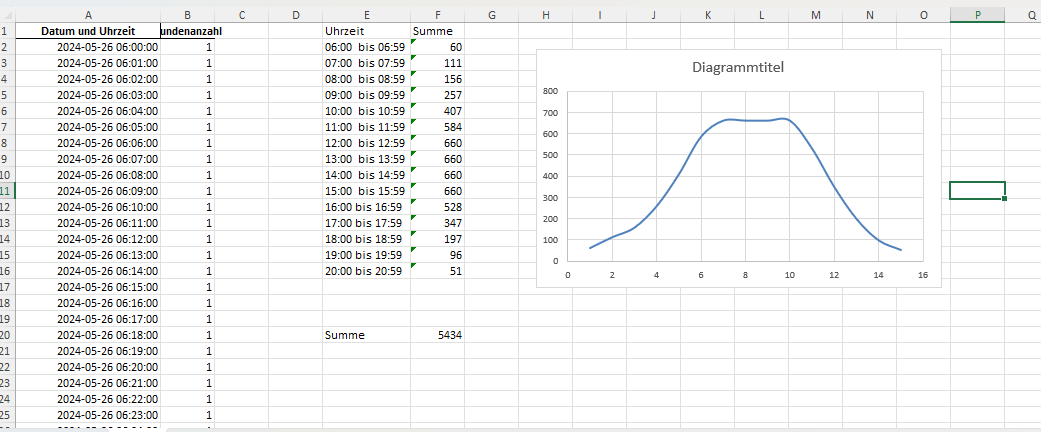 A B C D E F G H I J K L M N O P Q
1 Datum und Uhrzeit undenanzahl Uhrzeit Summe
2 2024-05-26 06:00:00 1 06:00 bis 06:59 60
3 2024-05-26 06:01:00 1 07:00 bis 07:59 111
4 2024-05-26 06:02:00 1 08:00 bis 08:59 156
5 2024-05-26 06:03:00 1 09:00 bis 09:59 257
6 2024-05-26 06:04:00 1 10:00 bis 10:59 407
7 2024-05-26 06:05:00 1 11:00 bis 11:59 584
8 2024-05-26 06:06:00 1 12:00 bis 12:59 660
9 2024-05-26 06:07:00 1 13:00 bis 13:59 660
10 2024-05-26 06:08:00 1 14:00 bis 14:59 660
11 2024-05-26 06:09:00 1 15:00 bis 15:59 660
12 2024-05-26 06:10:00 1 16:00 bis 16:59 528
13 2024-05-26 06:11:00 1 17:00 bis 17:59 347
14 2024-05-26 06:12:00 1 18:00 bis 18:59 197
15 2024-05-26 06:13:00 1 19:00 bis 19:59 96
16 2024-05-26 06:14:00 1 20:00 bis 20:59 51
17 2024-05-26 06:15:00 1
18 2024-05-26 06:16:00 1
19 2024-05-26 06:17:00 1
20 2024-05-26 06:18:00 1 Summe 5434
21 2024-05-26 06:19:00 1
22 2024-05-26 06:20:00 1
23 2024-05-26 06:21:00 1
24 2024-05-26 06:22:00 1
25 2024-05-26 06:23:00 1
Diagrammtitel
800
700
600
500
400
300
200
100
0
0 2 4 6 8 10 12 14 16